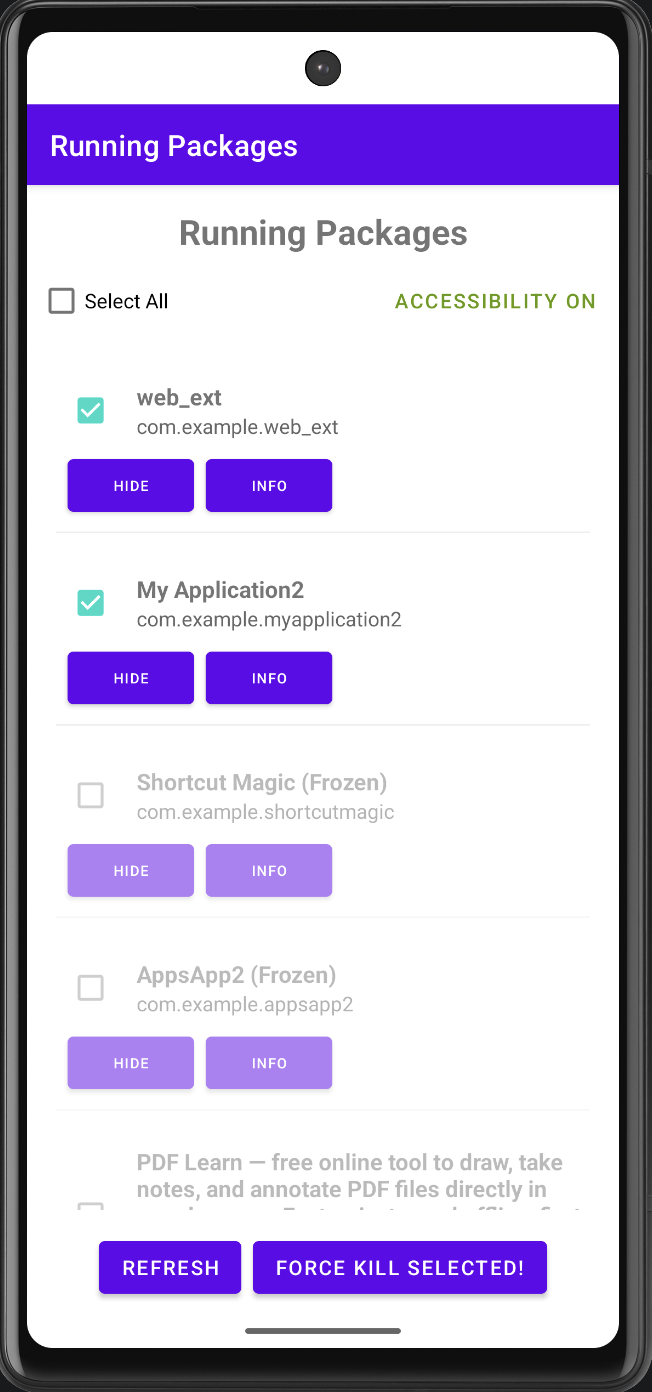 Running Packages
Running Packages
Select All
ACCESSIBILITY ON
web_ext
com.example.web_ext
HIDE
INFO
My Application2
com.example.myapplication2
HIDE
INFO
Shortcut Magic (Frozen)
com.example.shortcutmagic
HIDE
INFO
AppsApp2 (Frozen)
com.example.appsapp2
HIDE
INFO
PDF Learn — free online tool to draw, take
notes, and annotate PDF files directly in
REFRESH
FORCE KILL SELECTED!